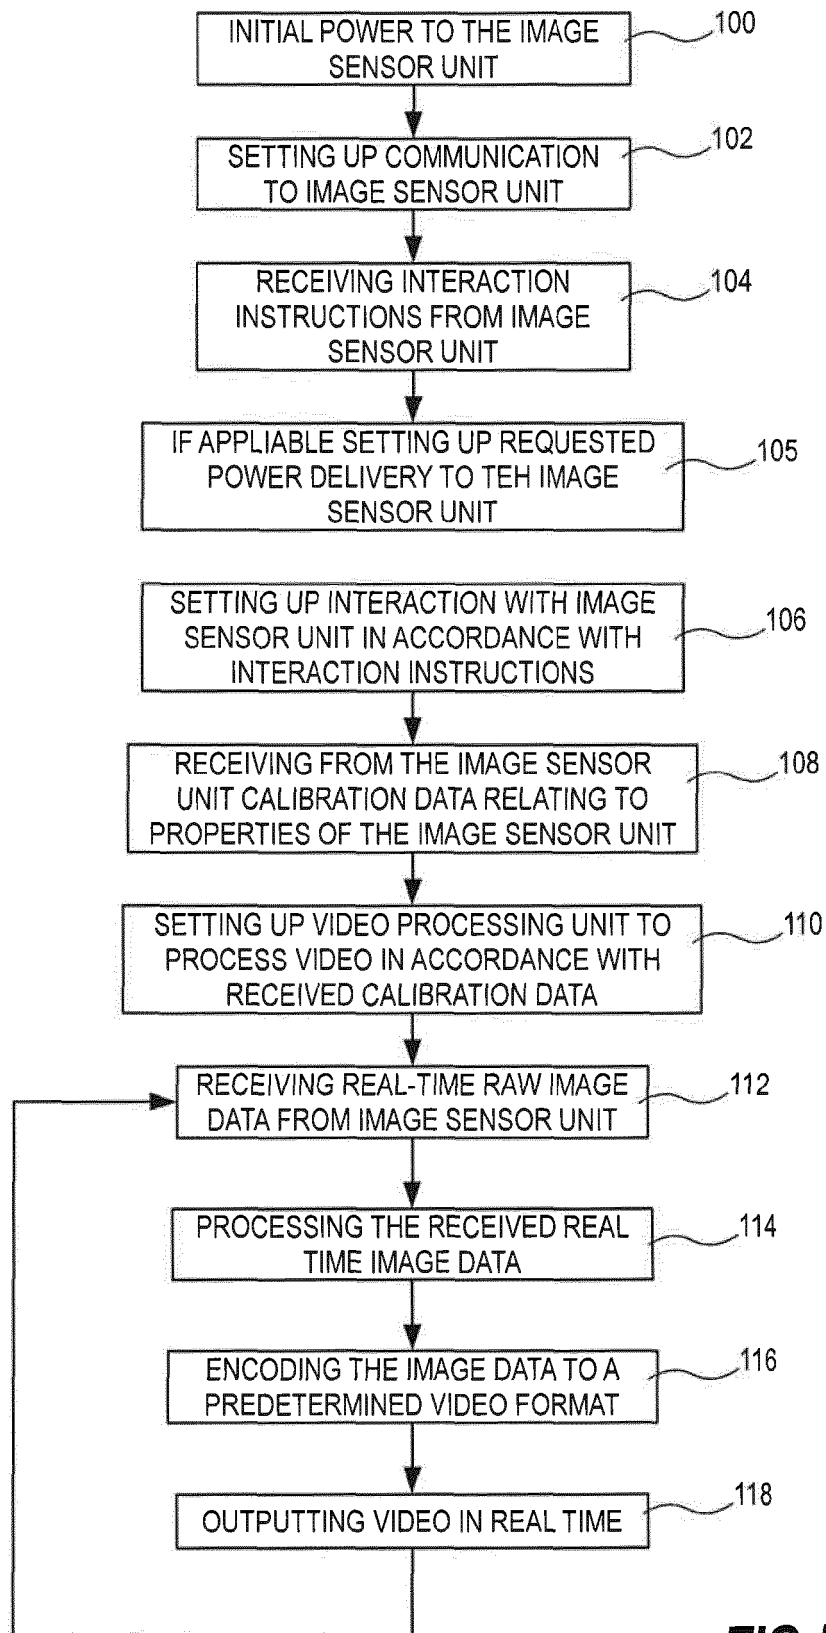 INITIAL POWER TO THE IMAGE
SENSOR UNIT
100
SETTING UP COMMUNICATION
TO IMAGE SENSOR UNIT
102
RECEIVING INTERACTION
INSTRUCTIONS FROM IMAGE
SENSOR UNIT
104
IF APPLIABLE SETTING UP REQUESTED
POWER DELIVERY TO TEH IMAGE
SENSOR UNIT
105
SETTING UP INTERACTION WITH IMAGE
SENSOR UNIT IN ACCORDANCE WITH
INTERACTION INSTRUCTIONS
106
RECEIVING FROM THE IMAGE SENSOR
UNIT CALIBRATION DATA RELATING TO
PROPERTIES OF THE IMAGE SENSOR UNIT
108
SETTING UP VIDEO PROCESSING UNIT TO
PROCESS VIDEO IN ACCORDANCE WITH
RECEIVED CALIBRATION DATA
110
RECEIVING REAL-TIME RAW IMAGE
DATA FROM IMAGE SENSOR UNIT
112
PROCESSING THE RECEIVED REAL
TIME IMAGE DATA
114
ENCODING THE IMAGE DATA TO A
PREDETERMINED VIDEO FORMAT
116
OUTPUTTING VIDEO IN REAL TIME
118